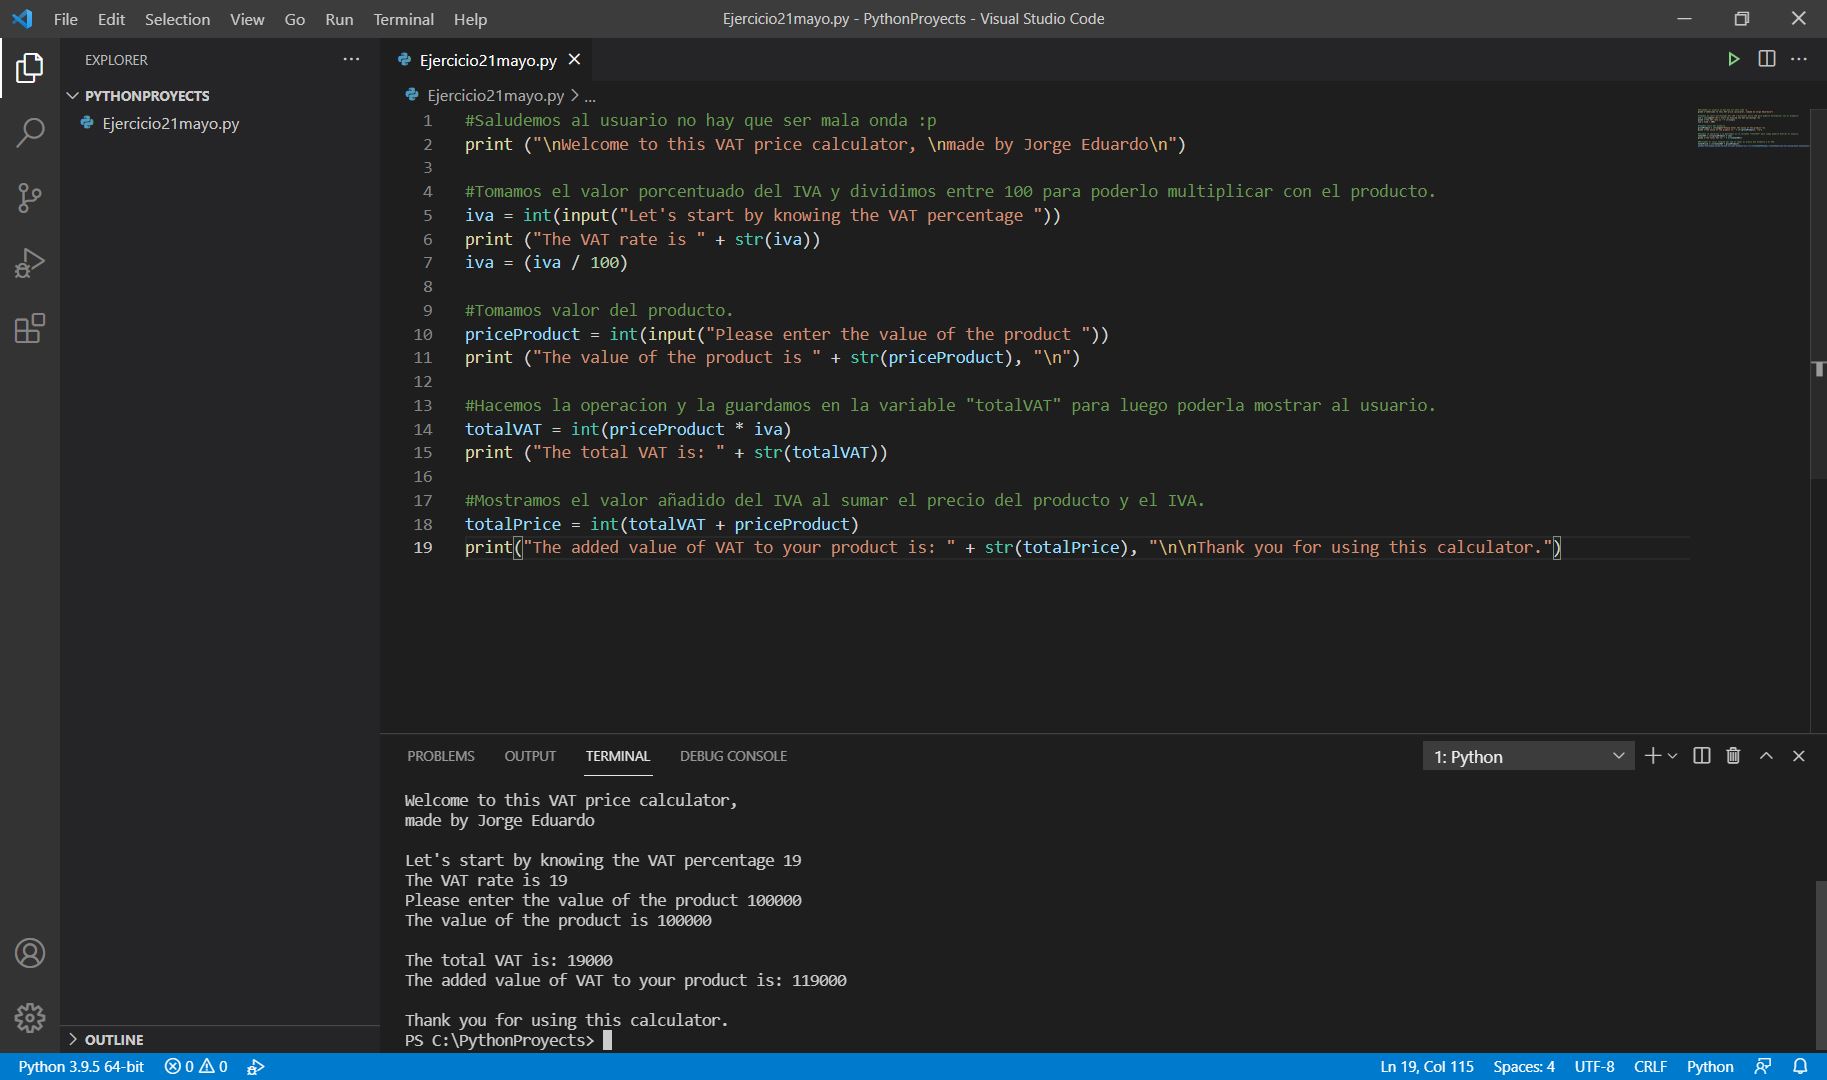 File Edit Selection View Go Run Terminal Help
Ejercicio21mayo.py - PythonProyects - Visual Studio Code
EXPLORER
PYTHONPROYECTS
Ejercicio21mayo.py
OUTLINE
Ejercicio21mayo.py
Ejercicio21mayo.py > ...
1 #Saludemos al usuario no hay que ser mala onda :p
2 print ("\nWelcome to this VAT price calculator, \nmade by Jorge Eduardo\n")
3
4 #Tomamos el valor porcentuado del IVA y dividimos entre 100 para poderlo multiplicar con el producto.
5 iva = int(input("Let's start by knowing the VAT percentage "))
6 print ("The VAT rate is " + str(iva))
7 iva = (iva / 100)
8
9 #Tomamos valor del producto.
10 priceProduct = int(input("Please enter the value of the product "))
11 print ("The value of the product is " + str(priceProduct), "\n")
12
13 #Hacemos la operacion y la guardamos en la variable "totalVAT" para luego poderla mostrar al usuario.
14 totalVAT = int(priceProduct * iva)
15 print ("The total VAT is: " + str(totalVAT))
16
17 #Mostramos el valor añadido del IVA al sumar el precio del producto y el IVA.
18 totalPrice = int(totalVAT + priceProduct)
19 print("The added value of VAT to your product is: " + str(totalPrice), "\n\nThank you for using this calculator.")
PROBLEMS OUTPUT TERMINAL DEBUG CONSOLE
1: Python
Welcome to this VAT price calculator,
made by Jorge Eduardo
Let's start by knowing the VAT percentage 19
The VAT rate is 19
Please enter the value of the product 100000
The value of the product is 100000
The total VAT is: 19000
The added value of VAT to your product is: 119000
Thank you for using this calculator.
PS C:\PythonProyects>
Python 3.9.5 64-bit 0 0
Ln 19, Col 115 Spaces: 4 UTF-8 CRLF Python